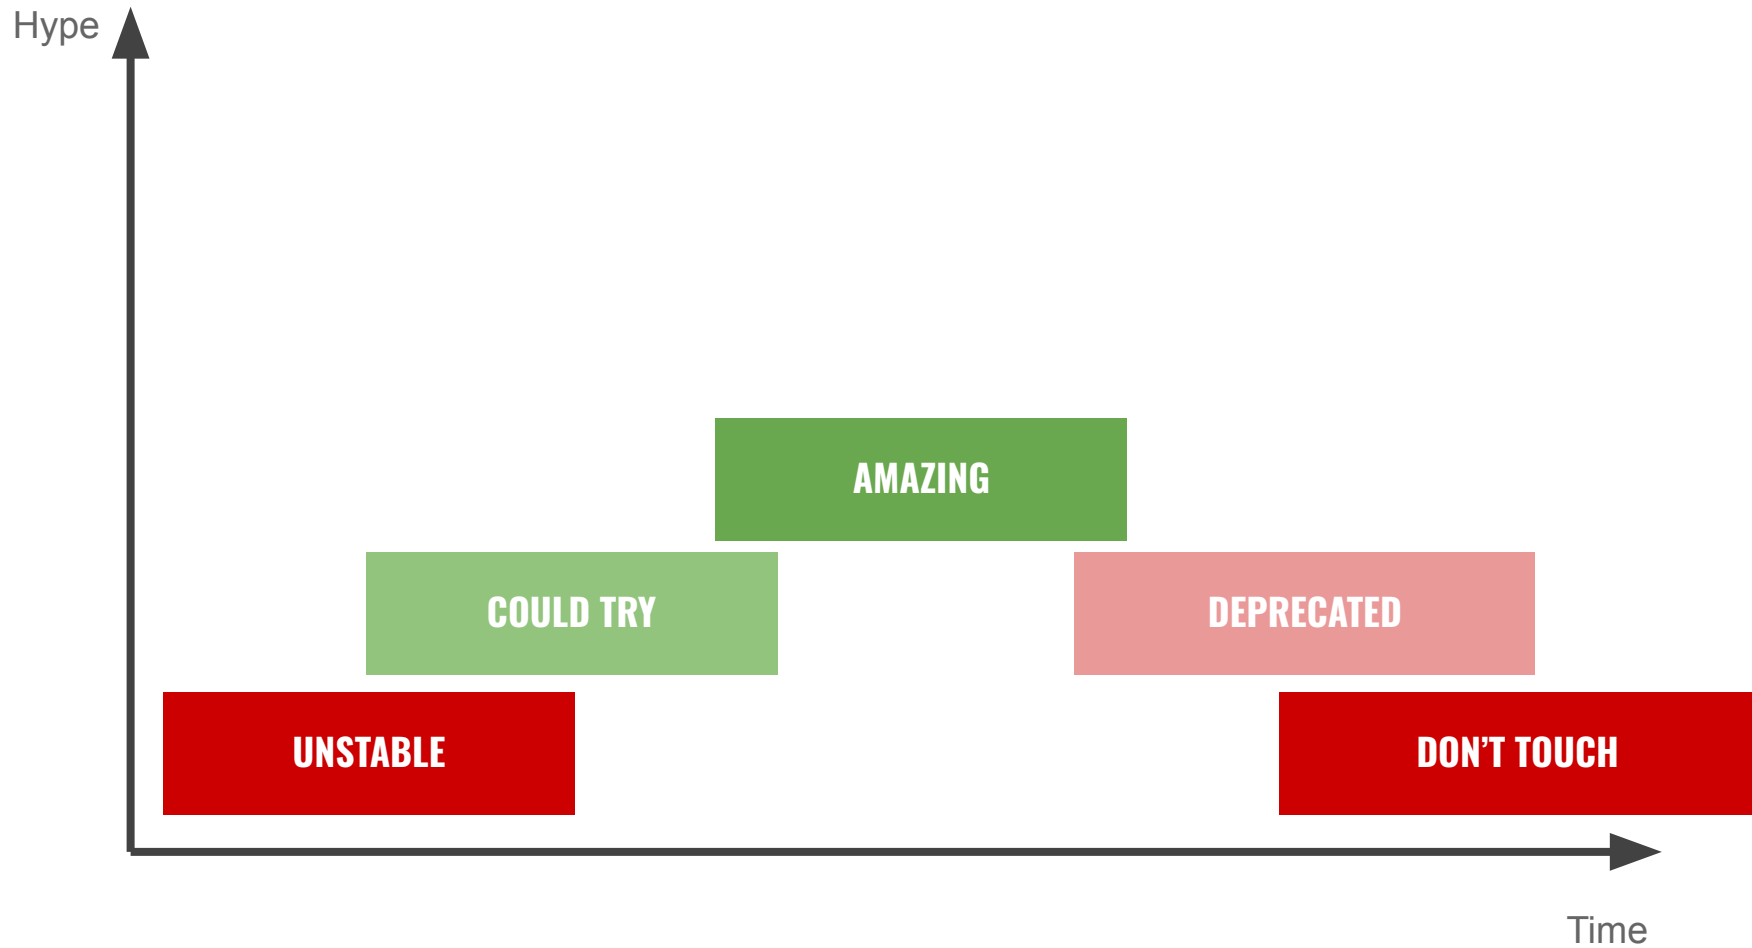 Hype
AMAZING
COULD TRY
DEPRECATED
UNSTABLE
DON’T TOUCH
Time